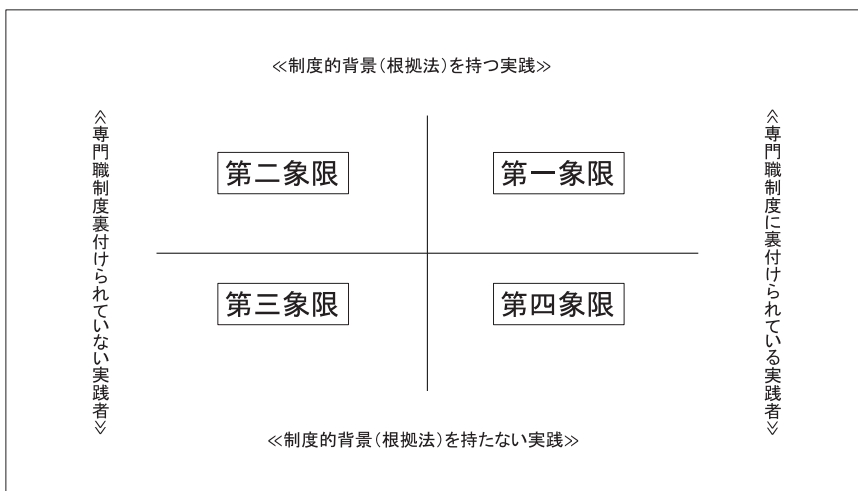 ≪制度的背景(根拠法)を持つ実践≫
≪専門職制度裏付けられていない実践者≫
第二象限
第一象限
≪専門職制度に裏付けられている実践者≫
第三象限
第四象限
≪制度的背景(根拠法)を持たない実践≫